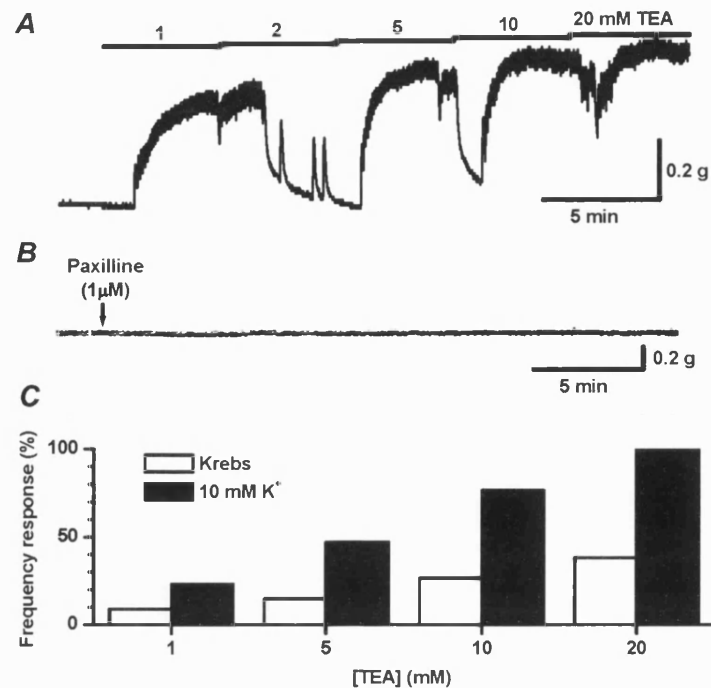 A
1 2 5 10 20 mM TEA
0.2 g
5 min
B
Paxilline
(1µM)
0.2 g
5 min
C
Frequency response (%)
100
50
0
Krebs
10 mM K⁺
1 5 10 20
[TEA] (mM)